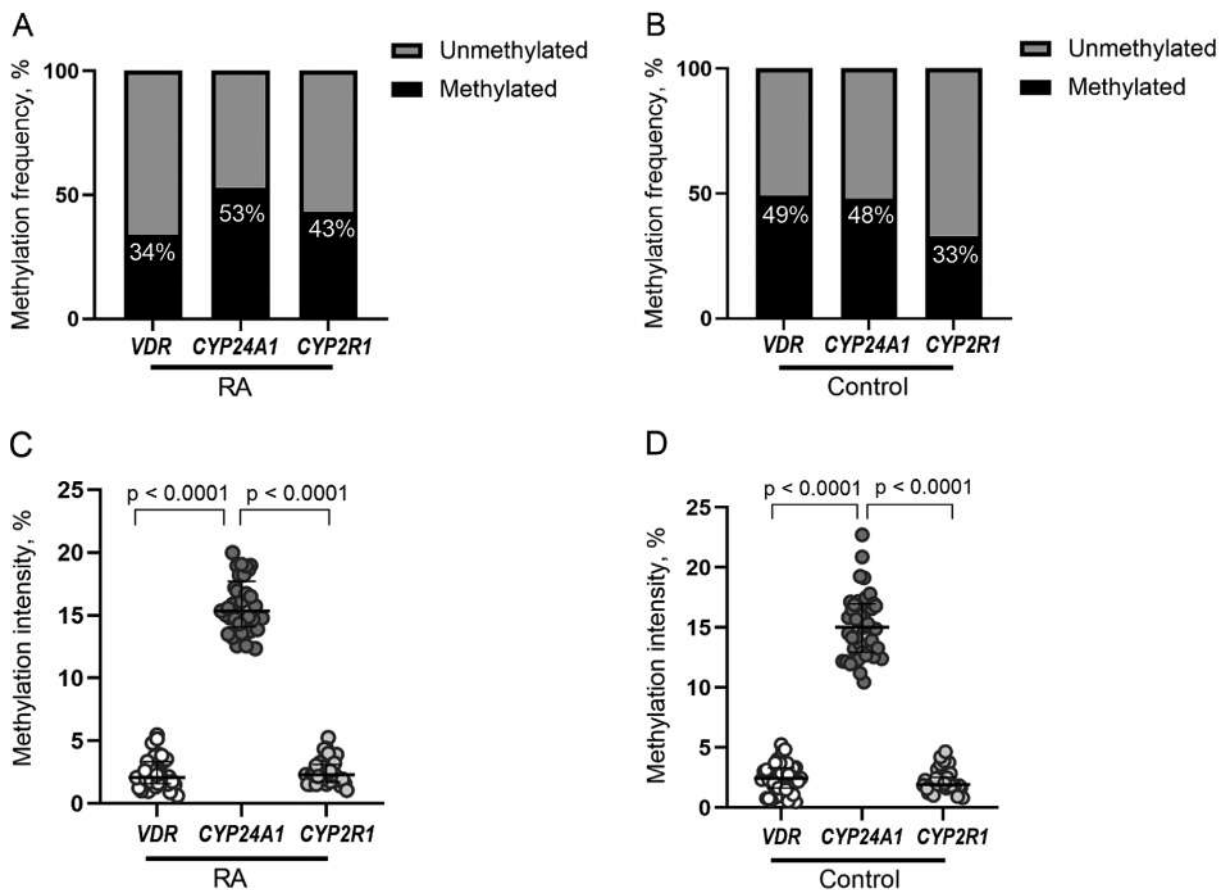 A
Unmethylated
Methylated
Methylation frequency, %
100
50
0
34%
53%
43%
VDR CYP24A1 CYP2R1
RA
B
Unmethylated
Methylated
Methylation frequency, %
100
50
0
49%
48%
33%
VDR CYP24A1 CYP2R1
Control
C
p < 0.0001 p < 0.0001
Methylation intensity, %
25
20
15
10
5
0
VDR CYP24A1 CYP2R1
RA
D
p < 0.0001 p < 0.0001
Methylation intensity, %
25
20
15
10
5
0
VDR CYP24A1 CYP2R1
Control